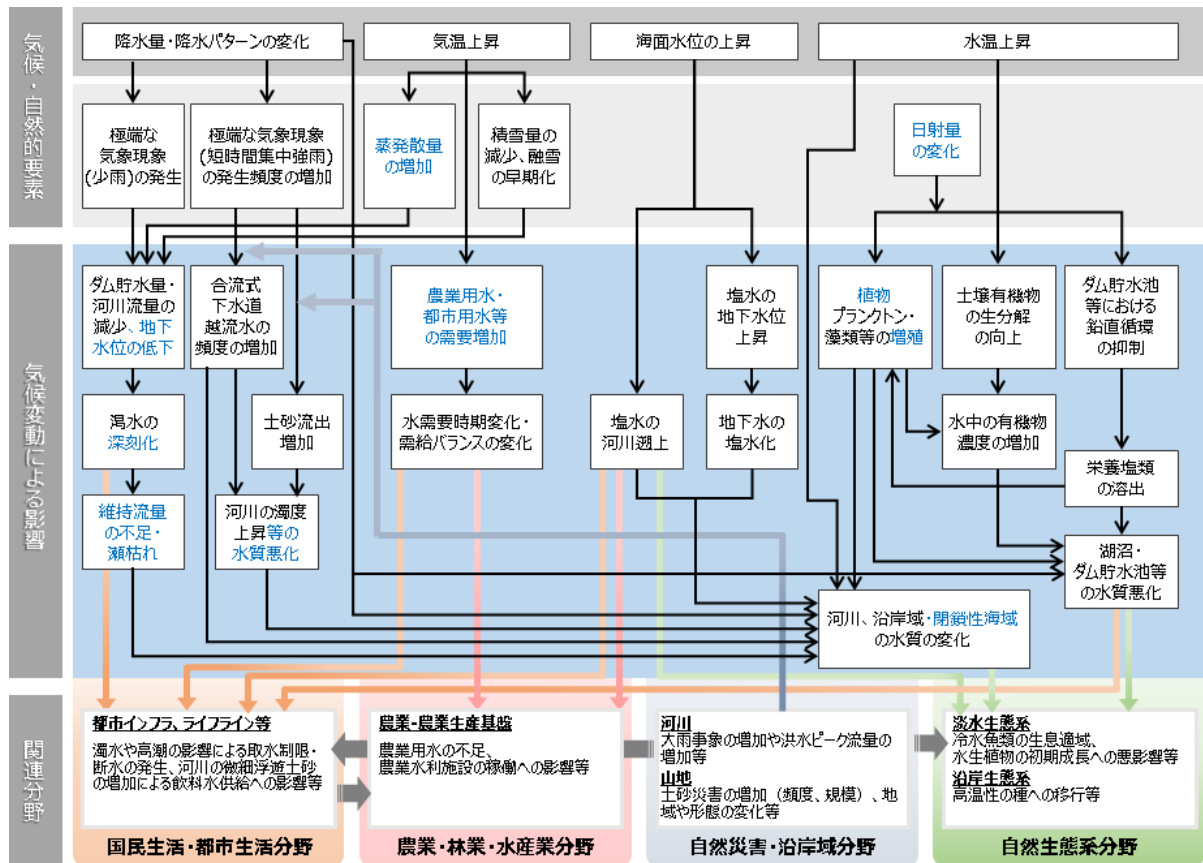 気候・自然的要素
降水量・降水パターンの変化
気温上昇
海面水位の上昇
水温上昇
極端な
気象現象
(少雨)の発生
極端な気象現象
(短時間集中強雨)
の発生頻度の増加
蒸発散量
の増加
積雪量の
減少、融雪
の早期化
日射量
の変化
気候変動による影響
ダム貯水量・
河川流量の
減少、地下
水位の低下
合流式
下水道
越流水の
頻度の増加
農業用水・
都市用水等
の需要増加
塩水の
地下水位
上昇
植物
プランクトン・
藻類等の増殖
土壌有機物
の生分解
の向上
ダム貯水池
等における
鉛直循環
の抑制
渇水の
深刻化
土砂流出
増加
水需要時期変化・
需給バランスの変化
塩水の
河川遡上
地下水の
塩水化
水中の有機物
濃度の増加
栄養塩類
の溶出
維持流量
の不足・
瀬枯れ
河川の濁度
上昇等の
水質悪化
湖沼・
ダム貯水池等
の水質悪化
河川、沿岸域・閉鎖性海域
の水質の変化
関連分野
都市インフラ、ライフライン等
濁水や高潮の影響による取水制限・
断水の発生、河川の微細浮遊土砂
の増加による飲料水供給への影響等
国民生活・都市生活分野
農業-農業生産基盤
農業用水の不足、
農業水利施設の稼働への影響等
農業・林業・水産業分野
河川
大雨事象の増加や洪水ピーク流量の
増加等
山地
土砂災害の増加（頻度、規模）、地
域や形態の変化等
自然災害・沿岸域分野
淡水生態系
冷水魚類の生息適域、
水生植物の初期成長への悪影響等
沿岸生態系
高温性の種への移行等
自然生態系分野